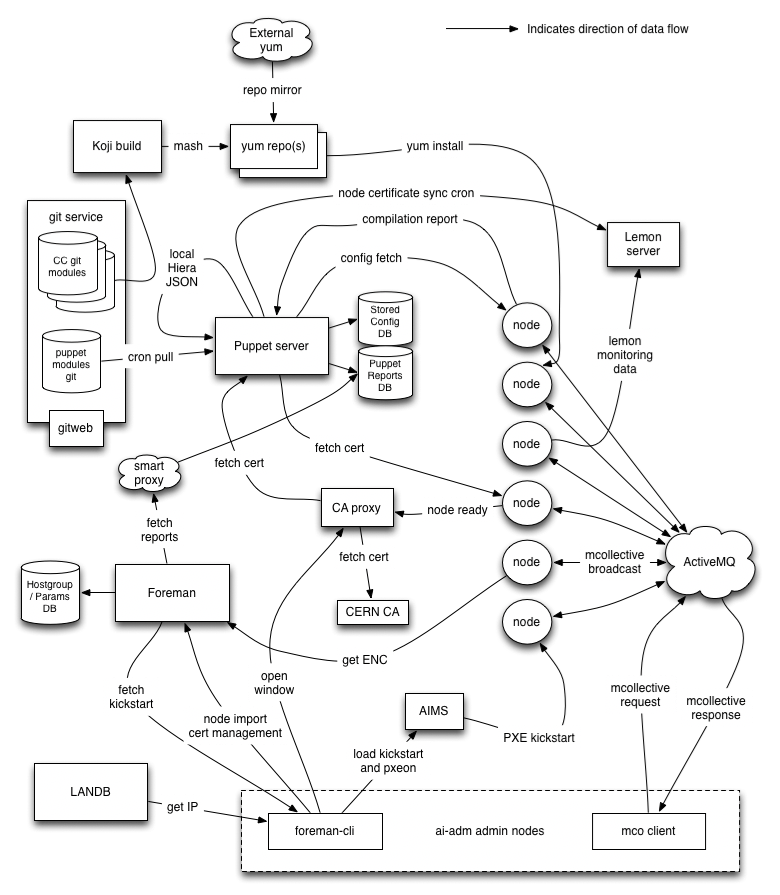 External
yum
Indicates direction of data flow
repo mirror
Koji build
mash
yum repo(s)
yum install
node certificate sync cron
git service
compilation report
CC git
modules
local
Hiera
JSON
config fetch
Lemon
server
Stored
Config
DB
node
Puppet server
puppet
modules
git
cron pull
Puppet
Reports
DB
lemon
monitoring
data
node
gitweb
node
smart
proxy
fetch cert
fetch cert
CA proxy
node ready
node
fetch
reports
fetch cert
mcollective
broadcast
ActiveMQ
node
Hostgroup
/ Params
DB
Foreman
CERN CA
node
get ENC
open
window
fetch
kickstart
mcollective
request
mcollective
response
node import
cert management
AIMS
PXE kickstart
load kickstart
and pxeon
LANDB
get IP
foreman-cli
ai-adm admin nodes
mco client